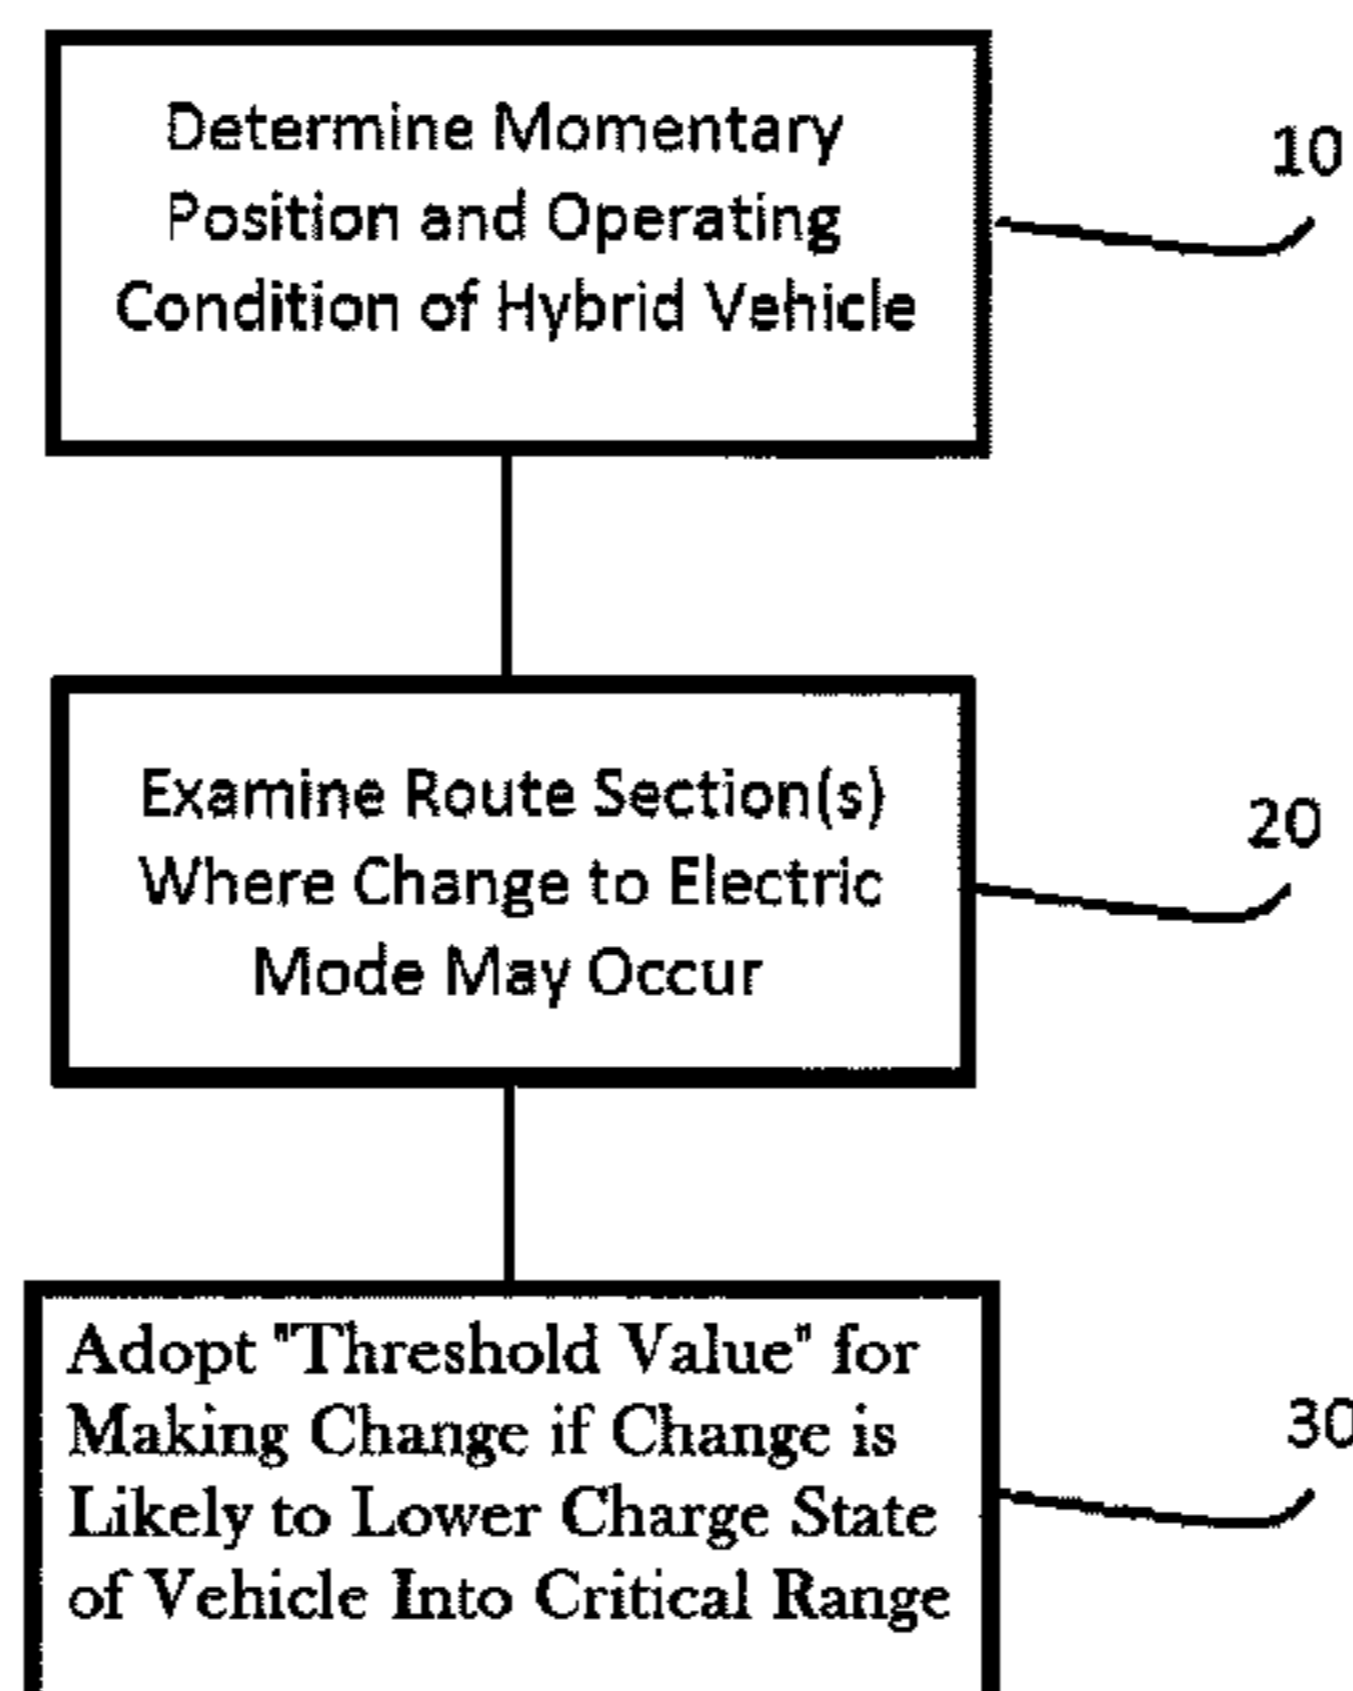 Determine Momentary
Position and Operating
Condition of Hybrid Vehicle
10
Examine Route Section(s)
Where Change to Electric
Mode May Occur
20
Adopt "Threshold Value" for
Making Change if Change is
Likely to Lower Charge State
of Vehicle Into Critical Range
30